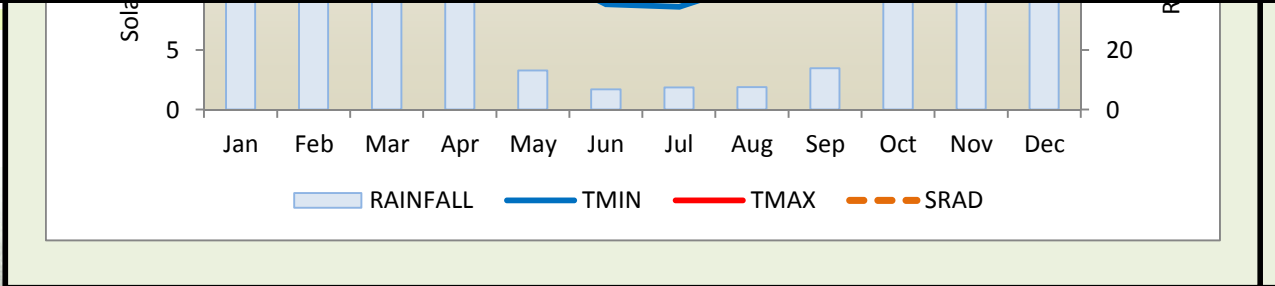 Sola
R
5
20
0
0
Jan Feb Mar Apr May Jun Jul Aug Sep Oct Nov Dec
RAINFALL TMIN TMAX SRAD